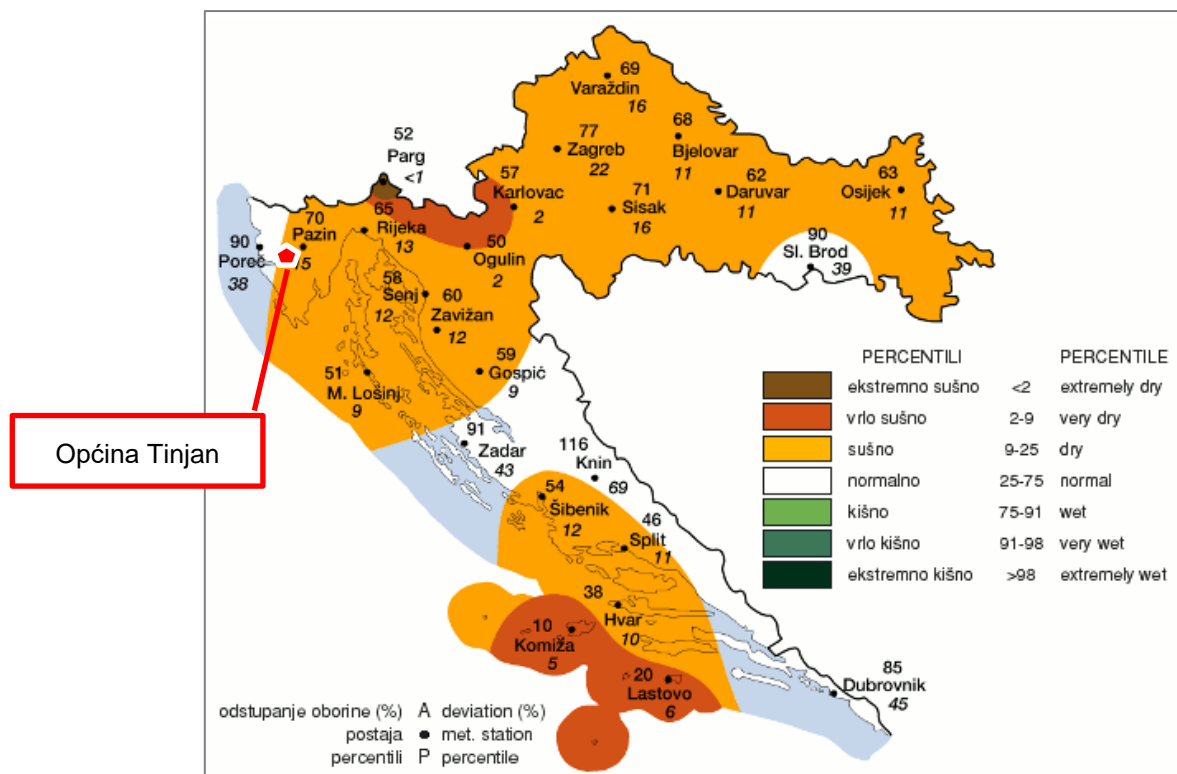 69
Varaždin
16
68
Bjelovar
11
77
Zagreb
22
52
Parg
<1
57
Karlovac
2
62
Daruvar
11
63
Osijek
11
71
Sisak
16
65
Rijeka
13
70
Pazin
15
90
Poreč
38
50
Ogulin
2
90
Sl. Brod
39
58
Senj
12
60
Zavižan
12
59
Gospić
9
51
M. Lošinj
9
Općina Tinjan
91
Zadar
43
116
Knin
69
54
Šibenik
12
46
Split
11
38
Hvar
10
10
Komiža
5
20
Lastovo
6
85
Dubrovnik
45
PERCENTILI PERCENTILE
ekstremno sušno <2 extremely dry
vrlo sušno 2-9 very dry
sušno 9-25 dry
normalno 25-75 normal
kišno 75-91 wet
vrlo kišno 91-98 very wet
ekstremno kišno >98 extremely wet
odstupanje oborine (%) A deviation (%)
postaja met. station
percentili P percentile